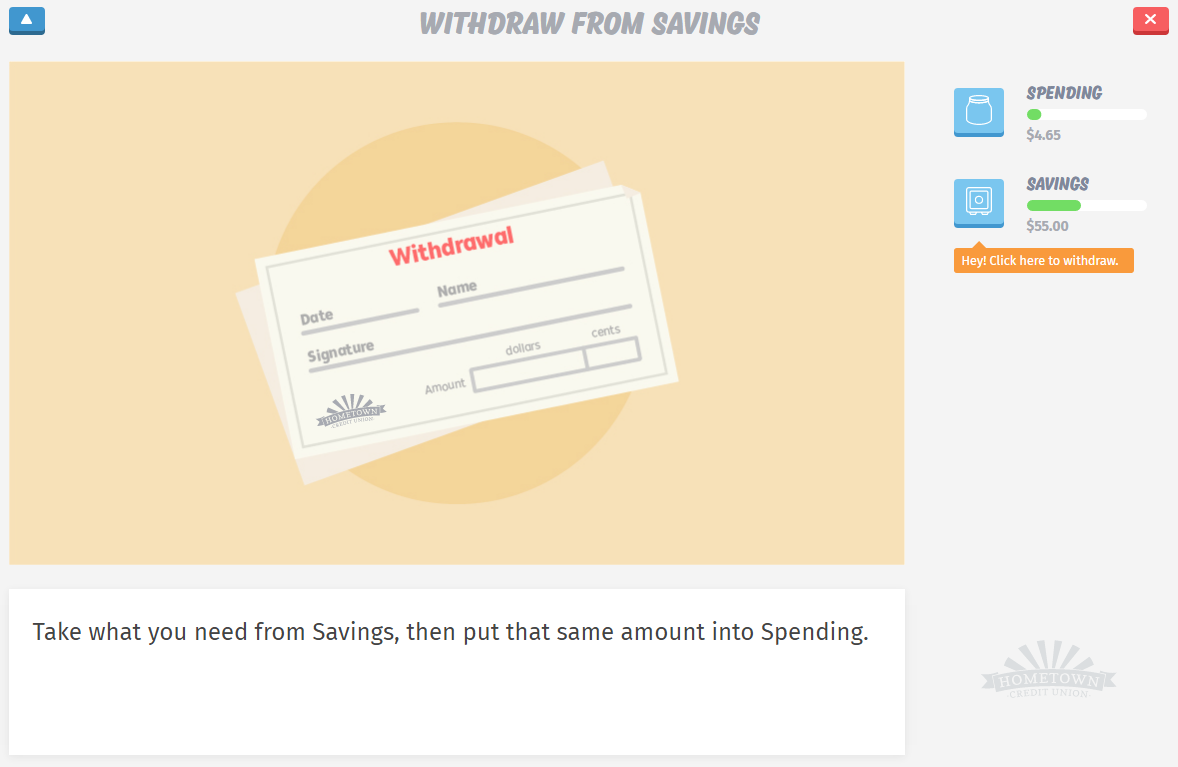 WITHDRAW FROM SAVINGS
Withdrawal
Date
Name
Signature
dollars
cents
Amount
HOMETOWN
CREDIT UNION
Take what you need from Savings, then put that same amount into Spending.
SPENDING
$4.65
SAVINGS
$55.00
Hey! Click here to withdraw.
HOMETOWN
CREDIT UNION